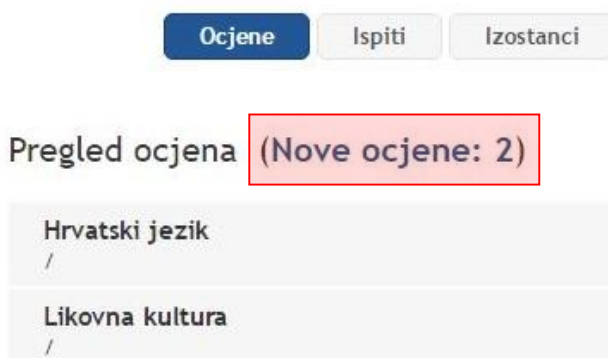 Ocjene Ispiti Izostanci
Pregled ocjena (Nove ocjene: 2)
Hrvatski jezik
/
Likovna kultura
/